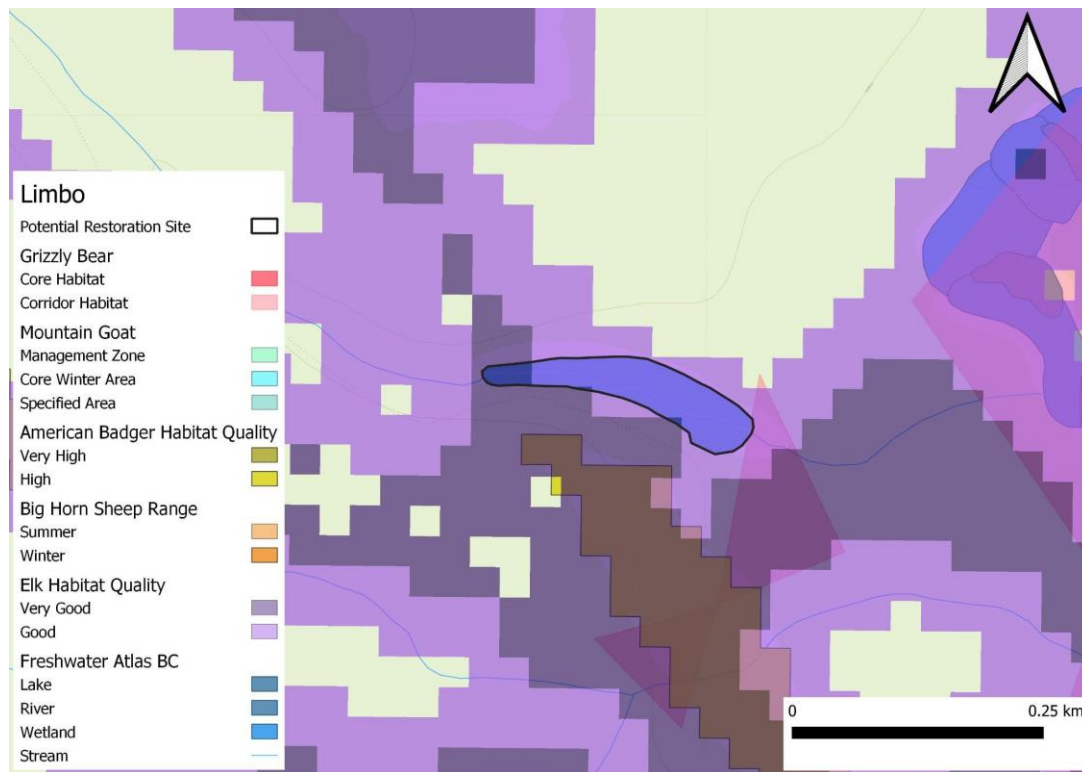 Limbo
Potential Restoration Site
Grizzly Bear
Core Habitat
Corridor Habitat
Mountain Goat
Management Zone
Core Winter Area
Specified Area
American Badger Habitat Quality
Very High
High
Big Horn Sheep Range
Summer
Winter
Elk Habitat Quality
Very Good
Good
Freshwater Atlas BC
Lake
River
Wetland
Stream
0 0.25 km